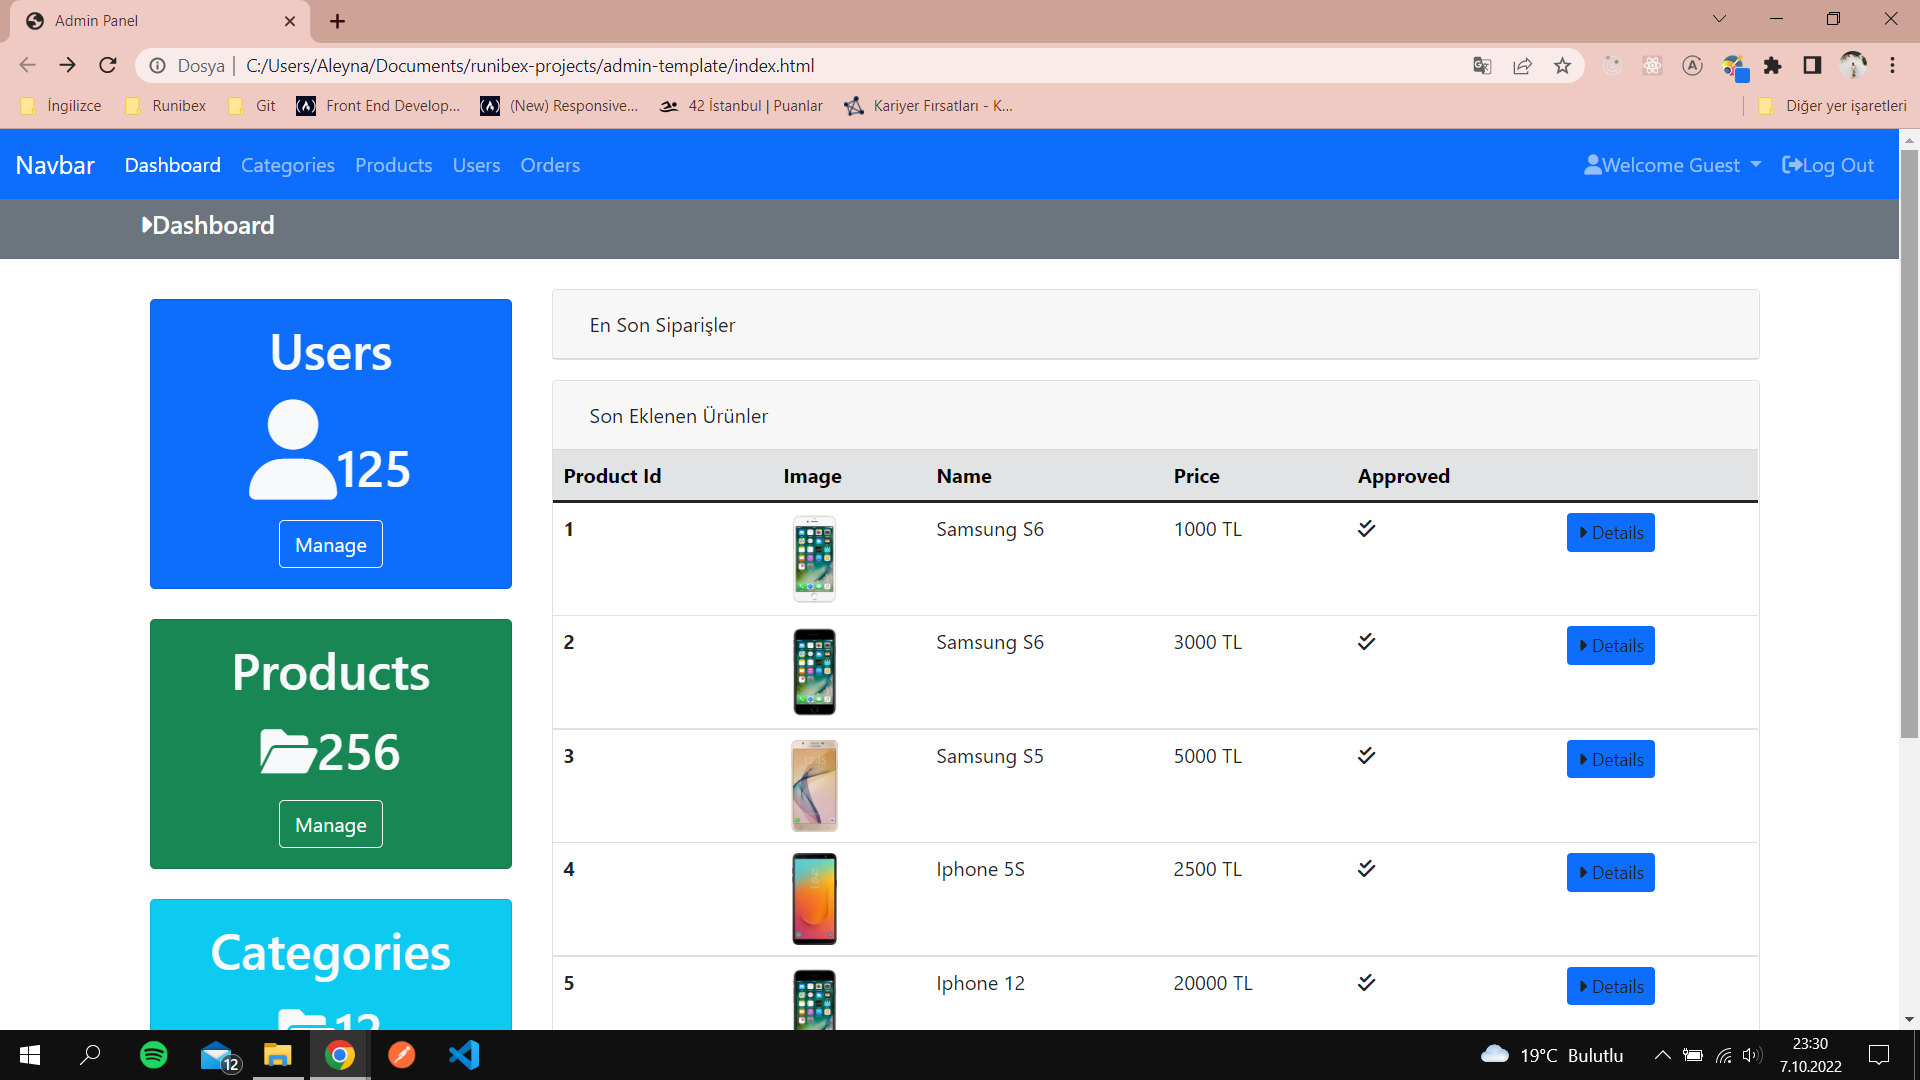 Admin Panel
Dosya | C:/Users/Aleyna/Documents/runibex-projects/admin-template/index.html
İngilizce Runibex Git Front End Develop... (New) Responsive... 42 İstanbul | Puanlar Kariyer Fırsatları - K... Diğer yer işaretleri
Navbar Dashboard Categories Products Users Orders Welcome Guest Log Out
Dashboard
Users
125
Manage
Products
256
Manage
Categories
12
En Son Siparişler
Son Eklenen Ürünler
Product Id Image Name Price Approved
1 Samsung S6 1000 TL Details
2 Samsung S6 3000 TL Details
3 Samsung S5 5000 TL Details
4 Iphone 5S 2500 TL Details
5 Iphone 12 20000 TL Details
12
19°C Bulutlu
23:30
7.10.2022